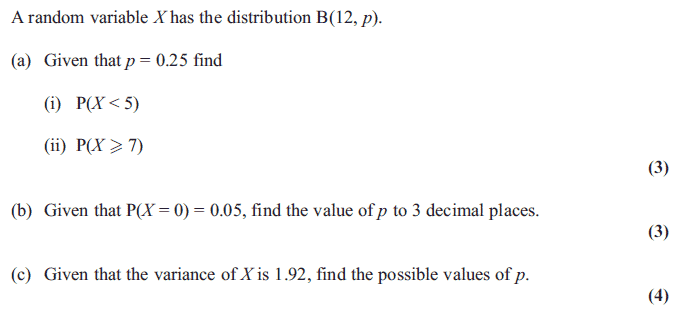 A random variable X has the distribution B(12, p).
(a) Given that p = 0.25 find
(i) P(X < 5)
(ii) P(X ⩾ 7)
(3)
(b) Given that P(X = 0) = 0.05, find the value of p to 3 decimal places.
(3)
(c) Given that the variance of X is 1.92, find the possible values of p.
(4)